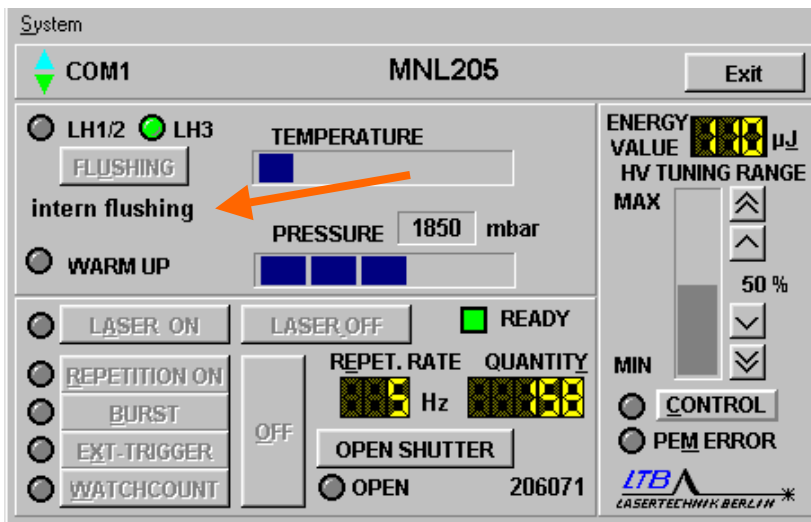 System
COM1 MNL205 Exit
LH1/2 LH3 TEMPERATURE
FLUSHING
intern flushing
PRESSURE 1850 mbar
WARM UP
ENERGY VALUE 110 µJ
HV TUNING RANGE
MAX
50 %
MIN
CONTROL
PEM ERROR
LASER ON LASER OFF READY
REPET. RATE QUANTITY
REPETITION ON 5 Hz 158
BURST
OFF
EXT-TRIGGER OPEN SHUTTER
WATCHCOUNT OPEN 206071
LTB
LASERTECHNIK BERLIN